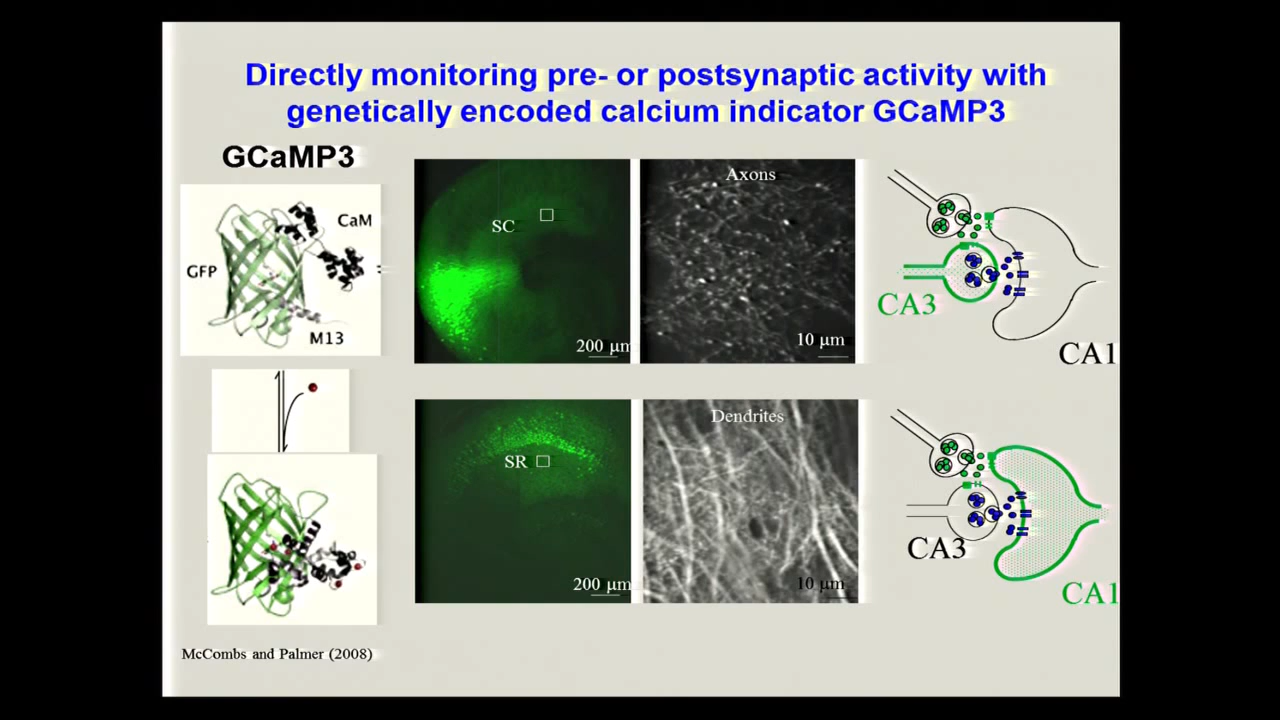 Directly monitoring pre- or postsynaptic activity with
genetically encoded calcium indicator GCaMP3
GCaMP3
CaM
GFP
M13
SC
200 μm
Axons
10 μm
CA3
CA1
SR
200 μm
Dendrites
10 μm
CA3
CA1
McCombs and Palmer (2008)